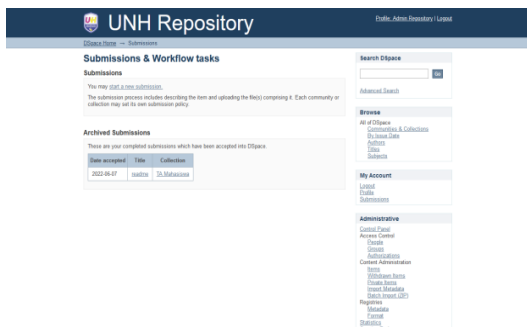 UNH Repository
Profile: Admin Repository | Logout
DSpace Home → Submissions
Submissions & Workflow tasks
Submissions
You may start a new submission.
The submission process includes describing the item and uploading the file(s) comprising it. Each community or
collection may set its own submission policy.
Archived Submissions
These are your completed submissions which have been accepted into DSpace.
Date accepted Title Collection
2022-06-07 readme TA Mahasiswa
Search DSpace
Go
Advanced Search
Browse
All of DSpace
Communities & Collections
By Issue Date
Authors
Titles
Subjects
My Account
Logout
Profile
Submissions
Administrative
Control Panel
Access Control
People
Groups
Authorizations
Content Administration
Items
Withdrawn Items
Private Items
Import Metadata
Batch Import (ZIP)
Registries
Metadata
Format
Statistics